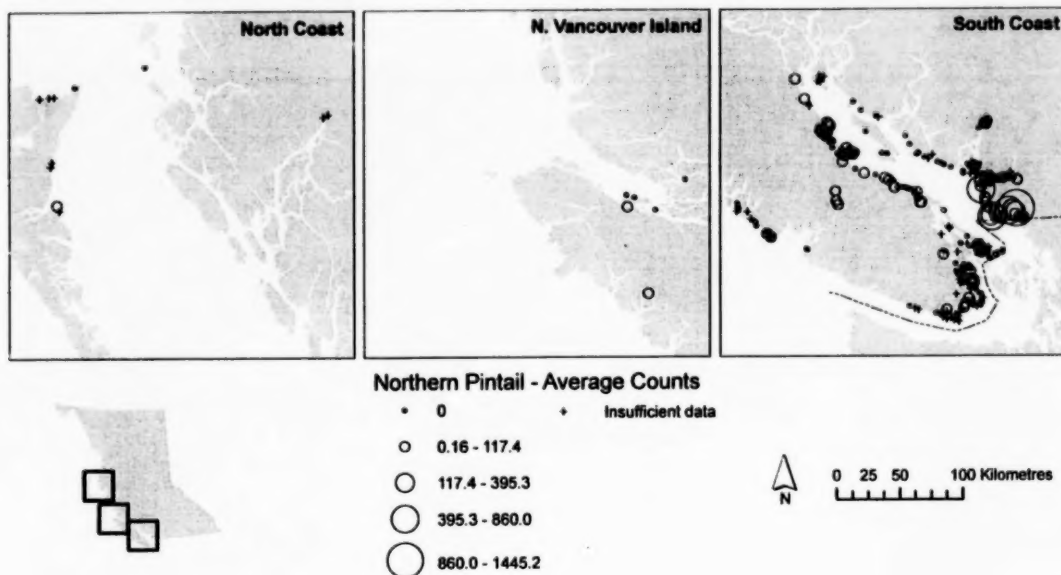 North Coast
N. Vancouver Island
South Coast
Northern Pintail - Average Counts
0
Insufficient data
0.16 - 117.4
117.4 - 395.3
395.3 - 860.0
860.0 - 1445.2
N
0 25 50 100 Kilometres